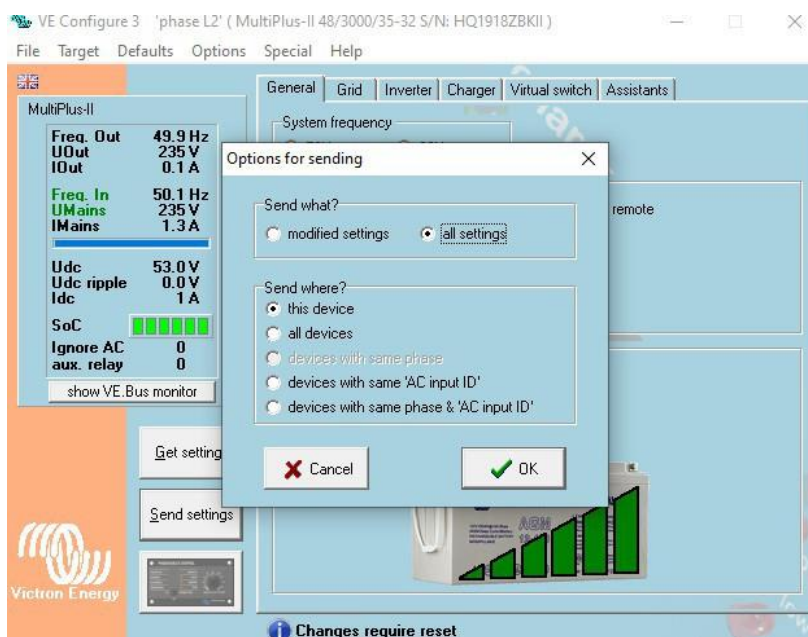 VE Configure 3 'phase L2' ( MultiPlus-II 48/3000/35-32 S/N: HQ1918ZBKII )
File Target Defaults Options Special Help
General Grid Inverter Charger Virtual switch Assistants
MultiPlus-II
System frequency
Freq. Out 49.9 Hz
UOut 235 V
IOut 0.1 A
Freq. In 50.1 Hz
UMains 235 V
IMains 1.3 A
Udc 53.0 V
Udc ripple 0.0 V
Idc 1 A
SoC
Ignore AC 0
aux. relay 0
show VE.Bus monitor
Options for sending
Send what?
modified settings all settings
remote
Send where?
this device
all devices
devices with same phase
devices with same 'AC input ID'
devices with same phase & 'AC input ID'
Cancel OK
Get setting
Send settings
AGM
Victron Energy
Changes require reset